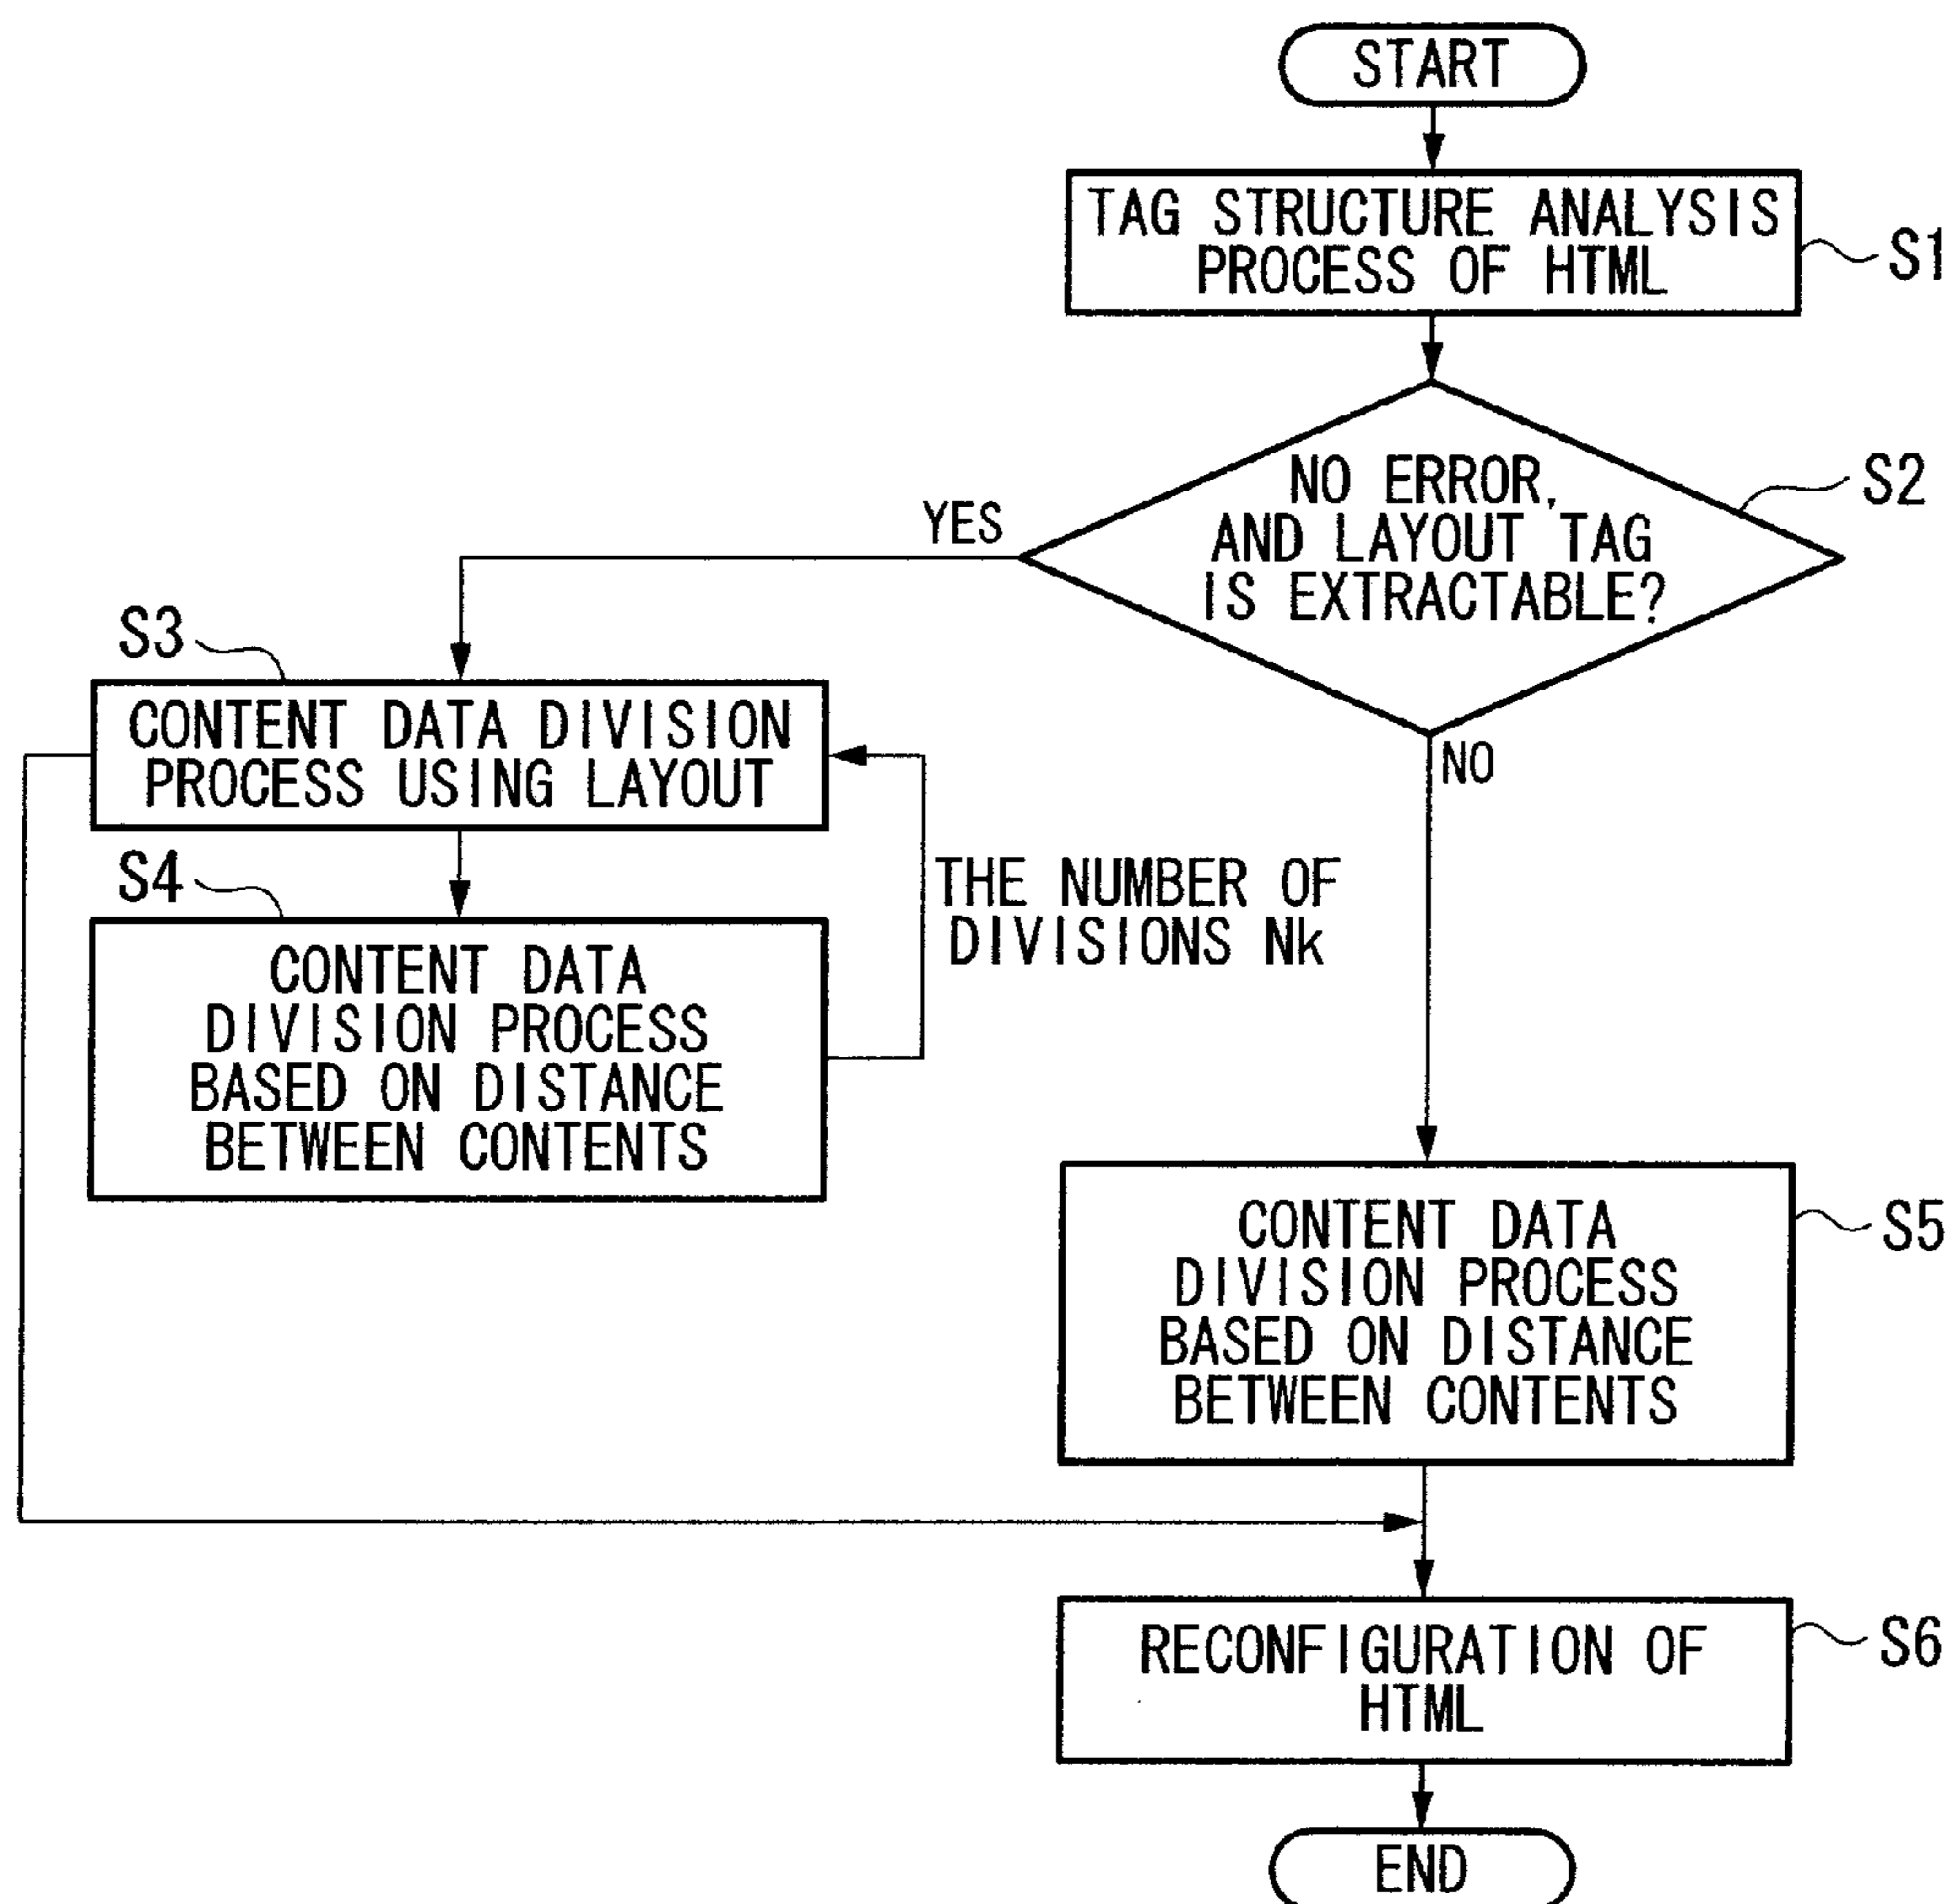 START
TAG STRUCTURE ANALYSIS
PROCESS OF HTML
S1
NO ERROR,
AND LAYOUT TAG
IS EXTRACTABLE?
S2
YES
NO
S3
CONTENT DATA DIVISION
PROCESS USING LAYOUT
S4
CONTENT DATA
DIVISION PROCESS
BASED ON DISTANCE
BETWEEN CONTENTS
THE NUMBER OF
DIVISIONS Nk
CONTENT DATA
DIVISION PROCESS
BASED ON DISTANCE
BETWEEN CONTENTS
S5
RECONFIGURATION OF
HTML
S6
END